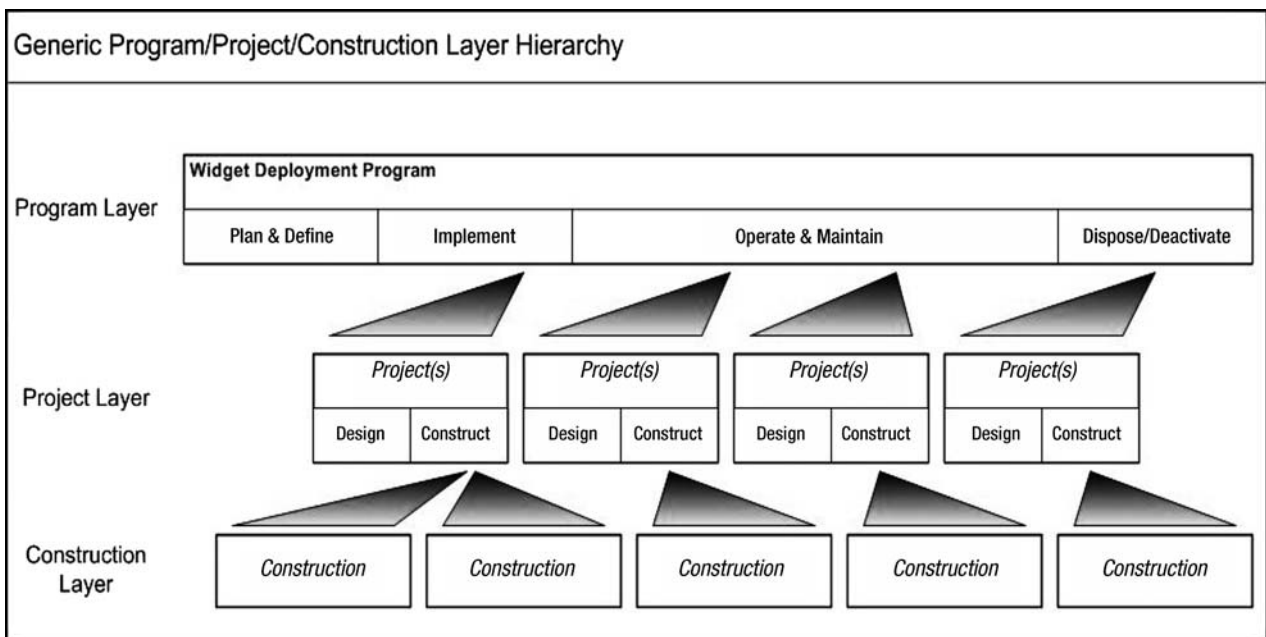 Generic Program/Project/Construction Layer Hierarchy
Program Layer
Widget Deployment Program
Plan & Define
Implement
Operate & Maintain
Dispose/Deactivate
Project Layer
Project(s)
Design
Construct
Project(s)
Design
Construct
Project(s)
Design
Construct
Project(s)
Design
Construct
Construction
Layer
Construction
Construction
Construction
Construction
Construction